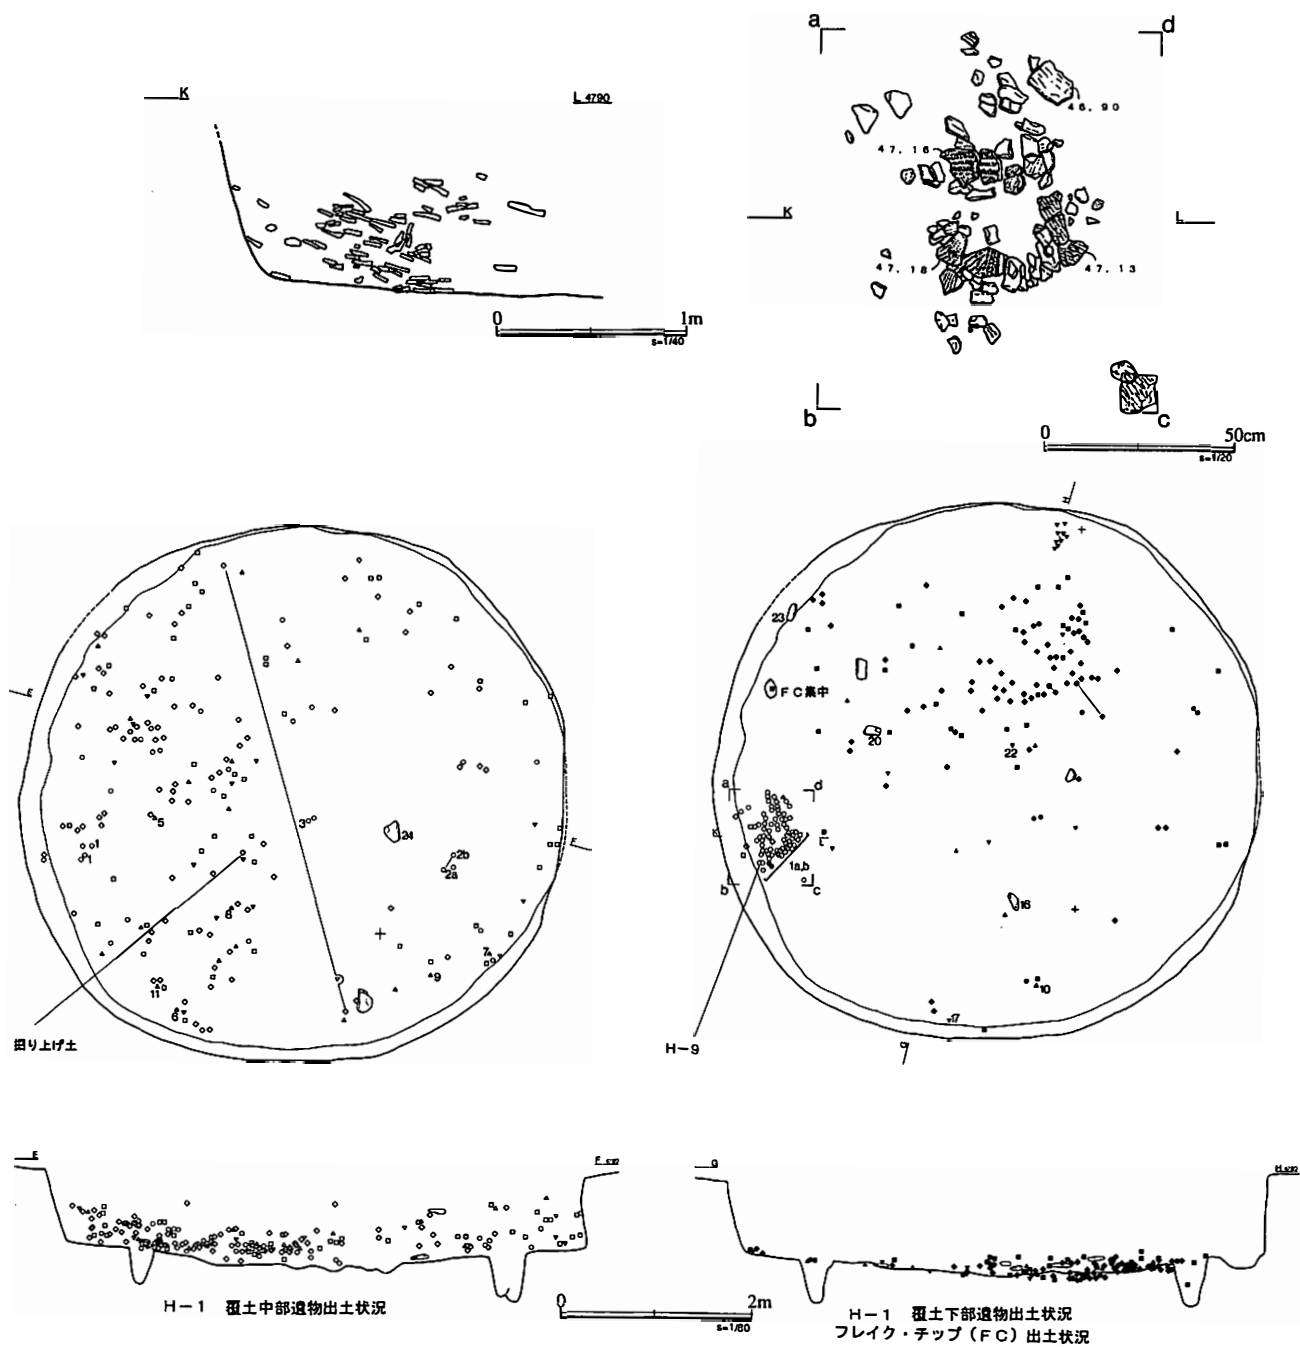 K
L 4790
0 1m
s=1/40
a
d
46.90
47.16
K
L
47.18
47.13
b
c
0 50cm
s=1/20
E
5
1
1
3
24
2b
2a
8
7
9
9
11
6
F
掘り上げ土
H
23
FC集中
20
22
a
d
K
L
1a,b
b
c
16
10
17
G
H-9
E
F
H-1 覆土中部遺物出土状況
0 2m
s=1/80
G
H
H-1 覆土下部遺物出土状況
フレイク・チップ(FC)出土状況